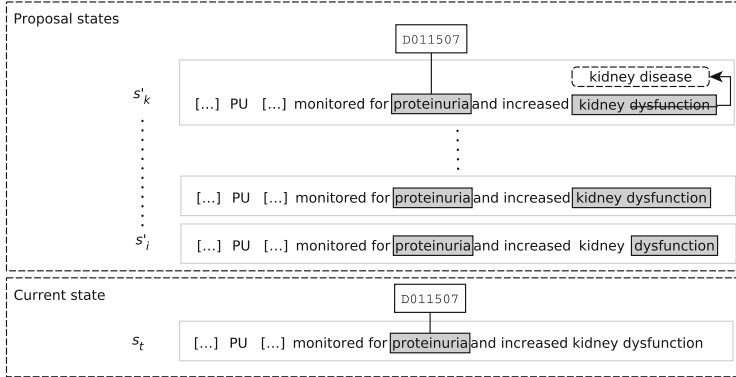 Proposal states
D011507
kidney disease
s'k [...] PU [...] monitored for proteinuria and increased kidney dysfunction
[...] PU [...] monitored for proteinuria and increased kidney dysfunction
s'i [...] PU [...] monitored for proteinuria and increased kidney dysfunction
Current state
D011507
st [...] PU [...] monitored for proteinuria and increased kidney dysfunction